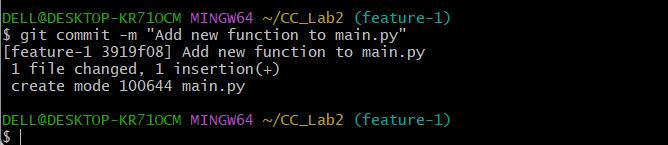 DELL@DESKTOP-KR71OCM MINGW64 ~/CC_Lab2 (feature-1)
$ git commit -m "Add new function to main.py"
[feature-1 3919f08] Add new function to main.py
 1 file changed, 1 insertion(+)
 create mode 100644 main.py

DELL@DESKTOP-KR71OCM MINGW64 ~/CC_Lab2 (feature-1)
$